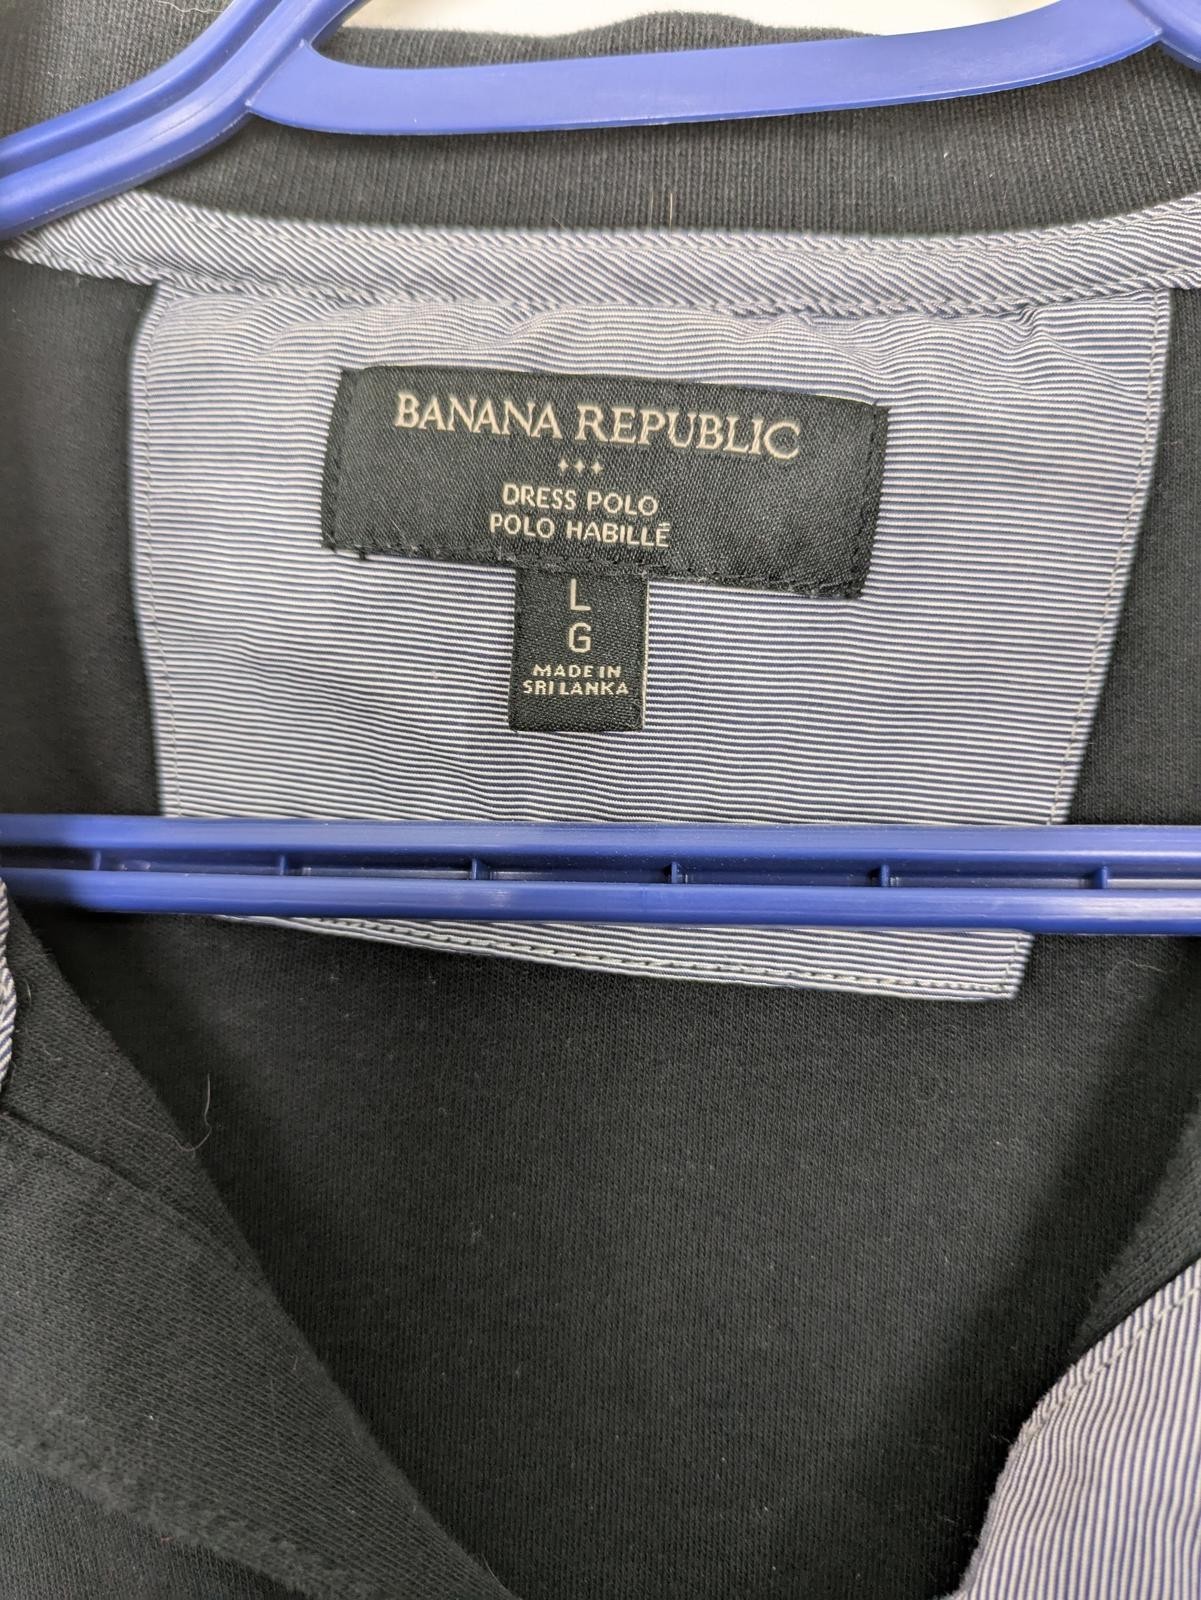 BANANA REPUBLIC
DRESS POLO
POLO HABILLÉ
L
G
MADE IN
SRI LANKA